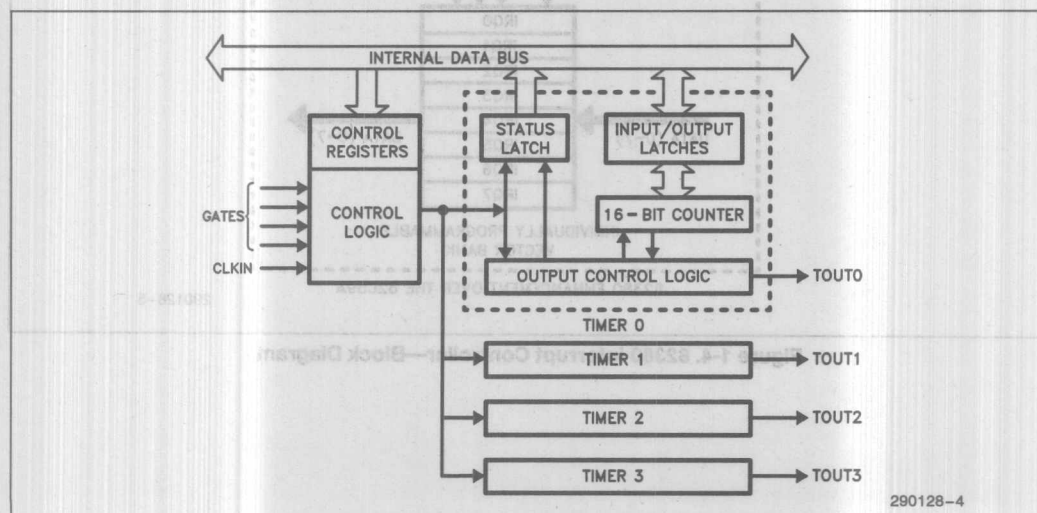 INTERNAL DATA BUS
CONTROL
REGISTERS
STATUS
LATCH
INPUT/OUTPUT
LATCHES
GATES
CONTROL
LOGIC
16-BIT COUNTER
CLKIN
OUTPUT CONTROL LOGIC
TOUT0
TIMER 0
TIMER 1
TOUT1
TIMER 2
TOUT2
TIMER 3
TOUT3
290128-4